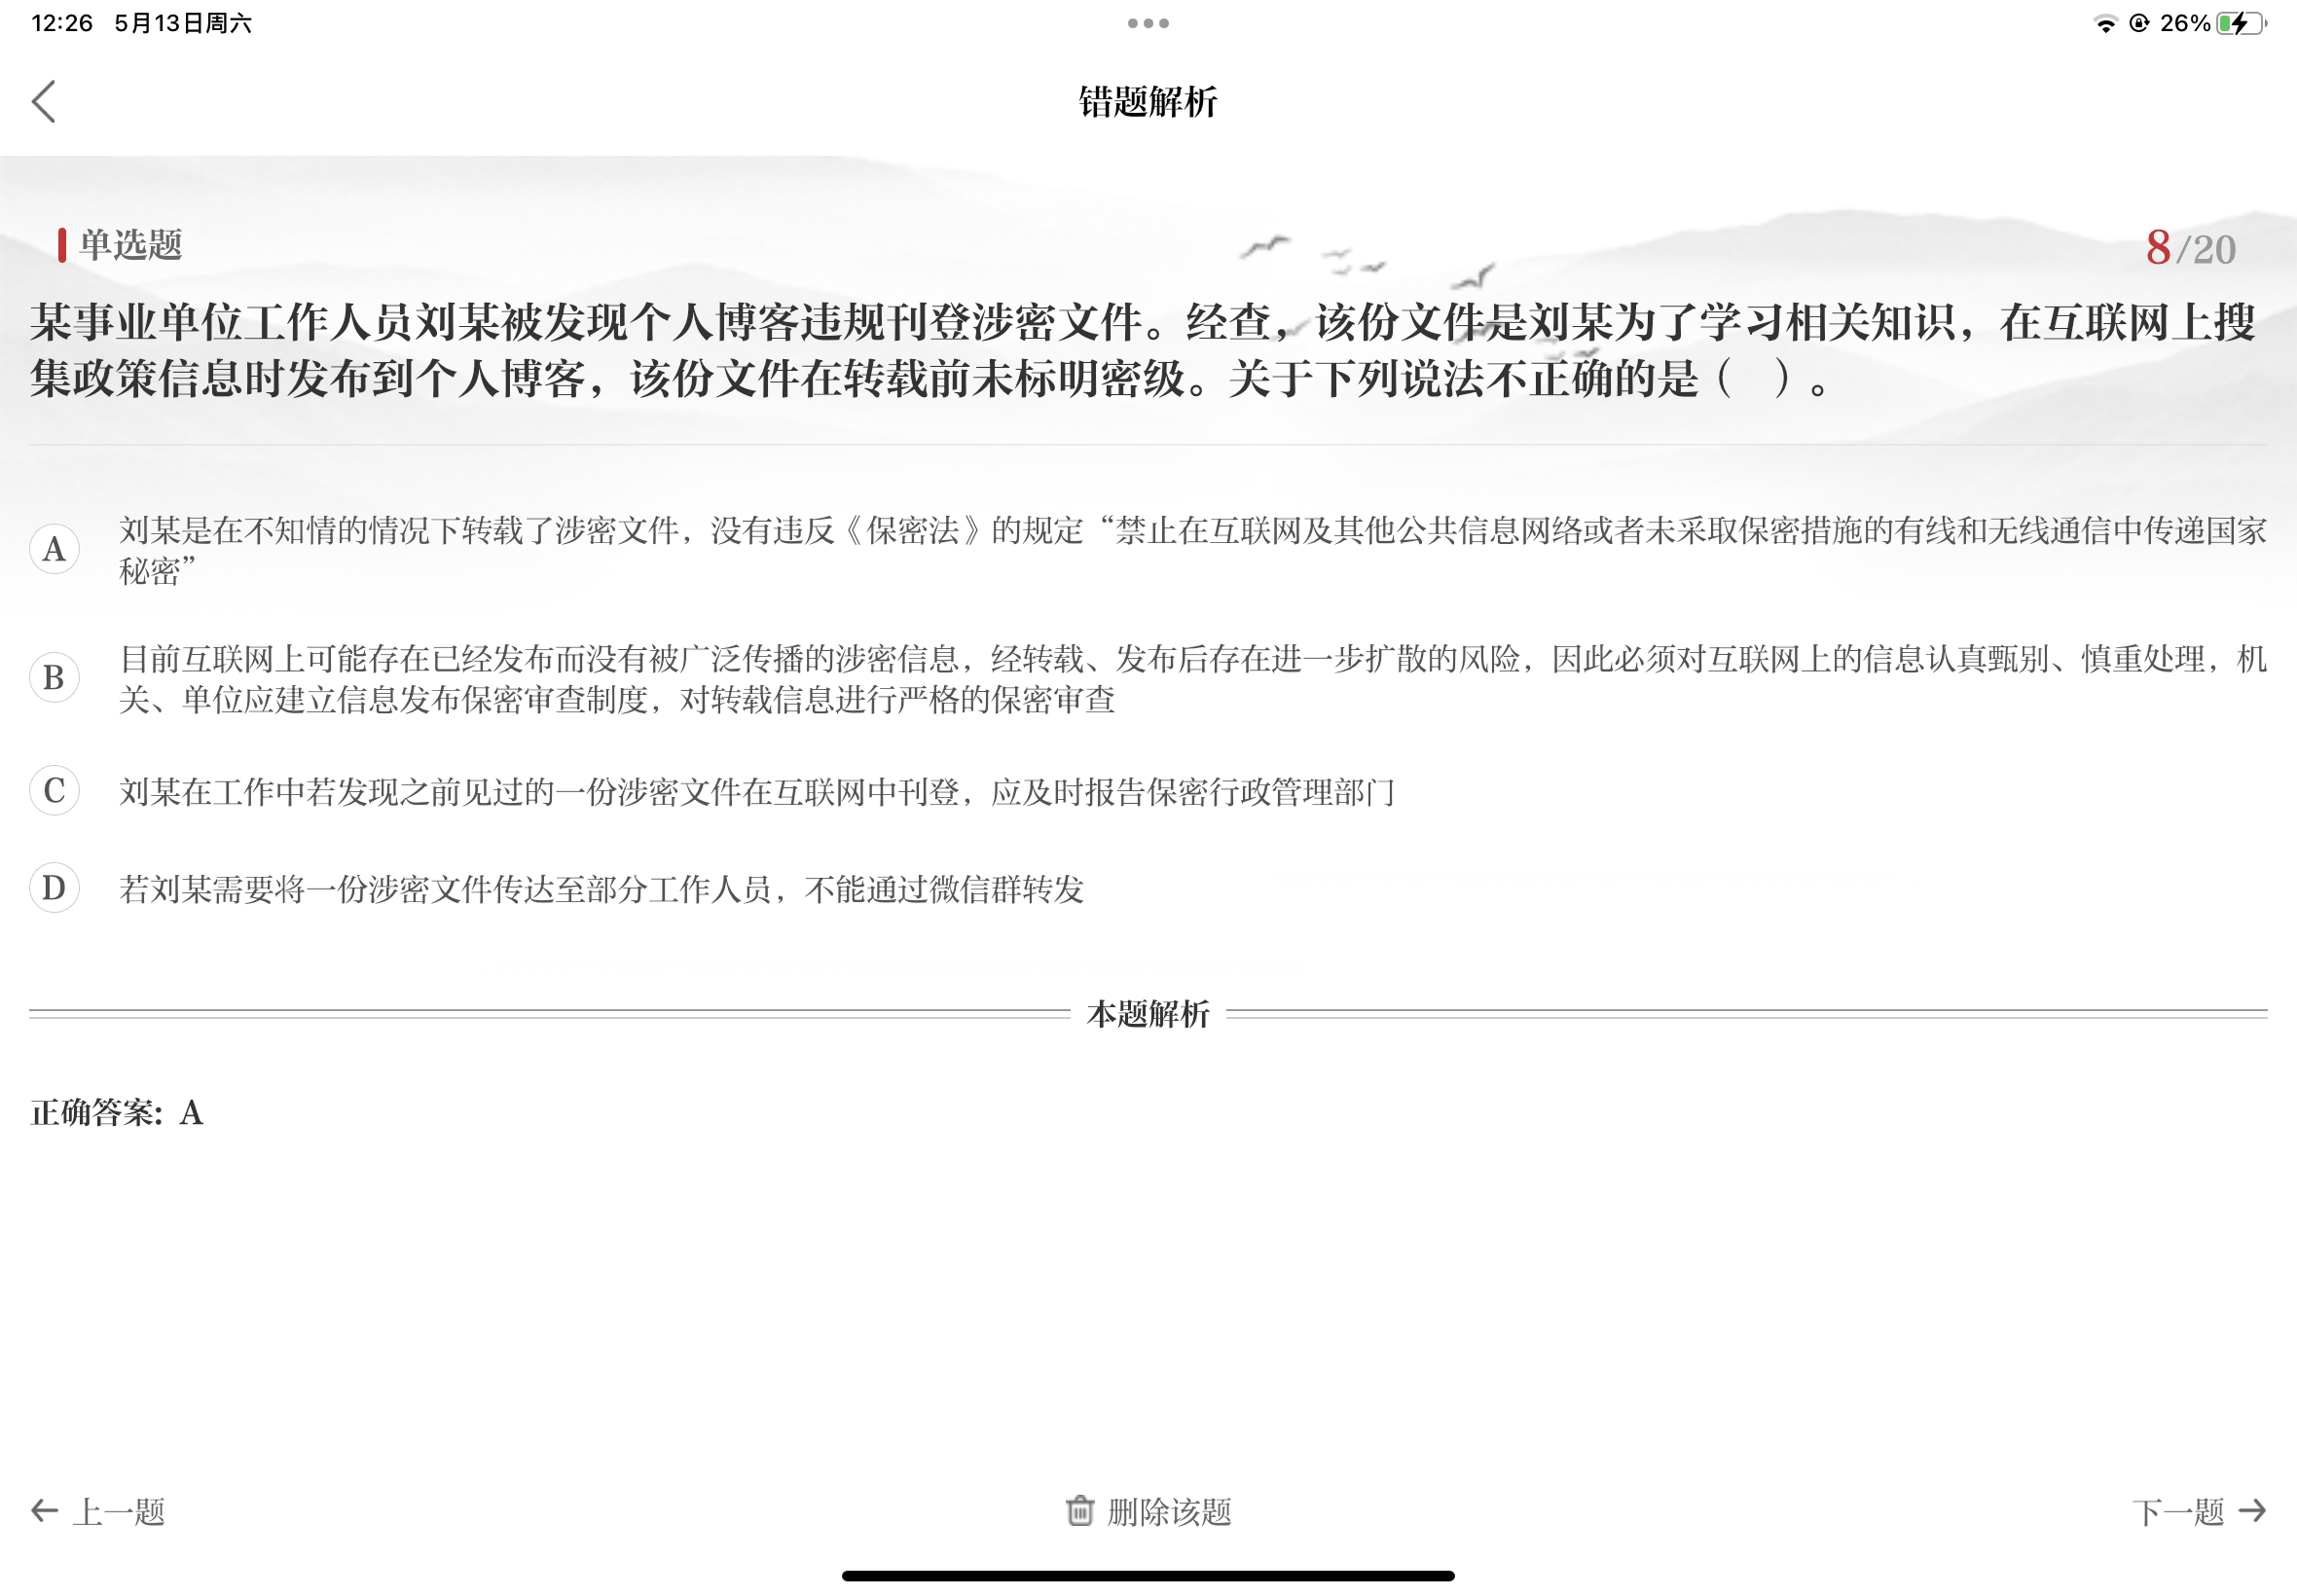 12:26 5月13日周六
26%
错题解析
单选题
8/20
某事业单位工作人员刘某被发现个人博客违规刊登涉密文件。经查，该份文件是刘某为了学习相关知识，在互联网上搜
集政策信息时发布到个人博客，该份文件在转载前未标明密级。关于下列说法不正确的是（ ）。
A 刘某是在不知情的情况下转载了涉密文件，没有违反《保密法》的规定“禁止在互联网及其他公共信息网络或者未采取保密措施的有线和无线通信中传递国家
秘密”
B 目前互联网上可能存在已经发布而没有被广泛传播的涉密信息，经转载、发布后存在进一步扩散的风险，因此必须对互联网上的信息认真甄别、慎重处理，机
关、单位应建立信息发布保密审查制度，对转载信息进行严格的保密审查
C 刘某在工作中若发现之前见过的一份涉密文件在互联网中刊登，应及时报告保密行政管理部门
D 若刘某需要将一份涉密文件传达至部分工作人员，不能通过微信群转发
本题解析
正确答案: A
上一题 删除该题 下一题